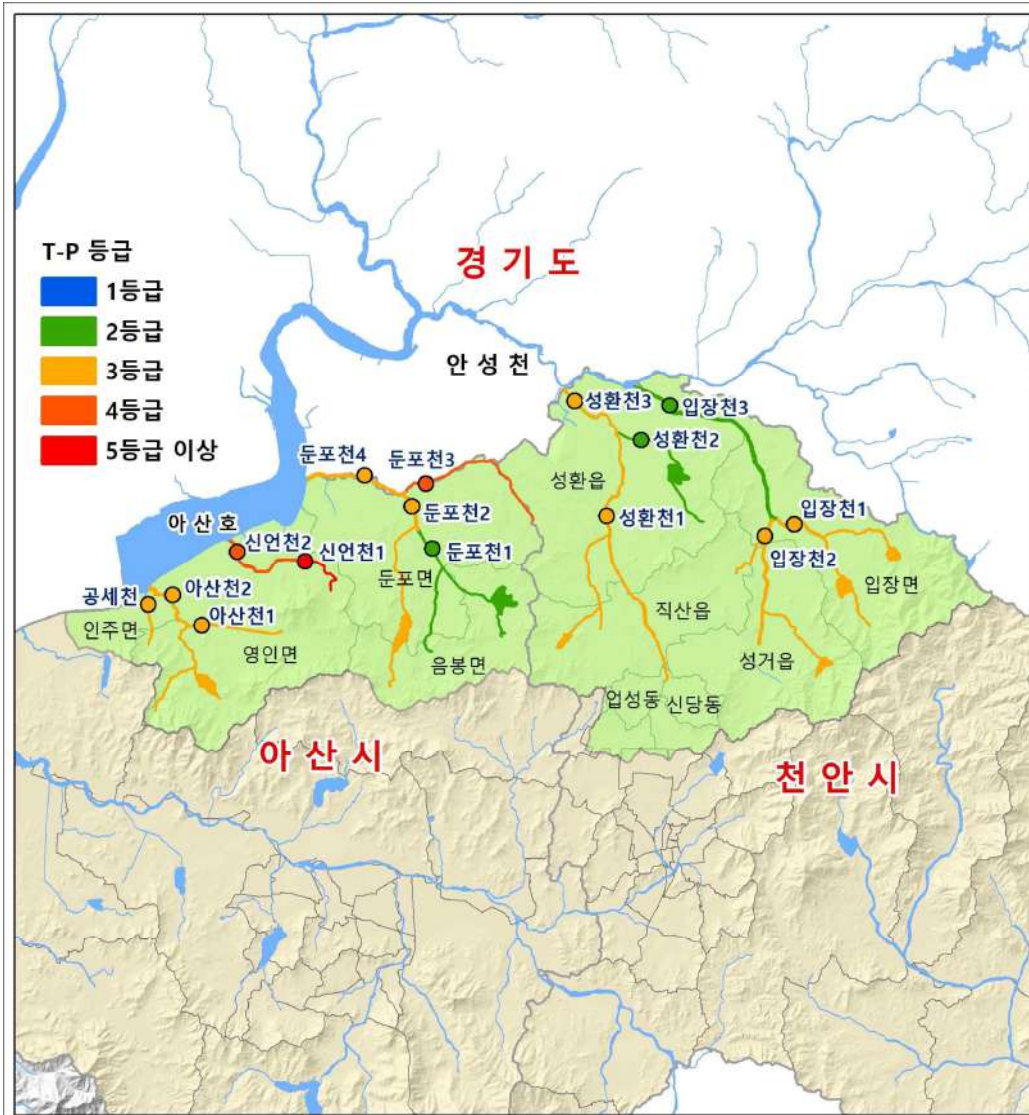 경기도
T-P 등급
1등급
2등급
3등급
4등급
5등급 이상
안성천
성환천3
입장천3
성환천2
둔포천4
둔포천3
성환읍
아산호
둔포천2
성환천1
입장천1
신언천2
신언천1
둔포천1
입장천2
둔포면
공세천
아산천2
입장면
아산천1
직산읍
인주면
영인면
음봉면
성거읍
업성동
신당동
아산시
천안시